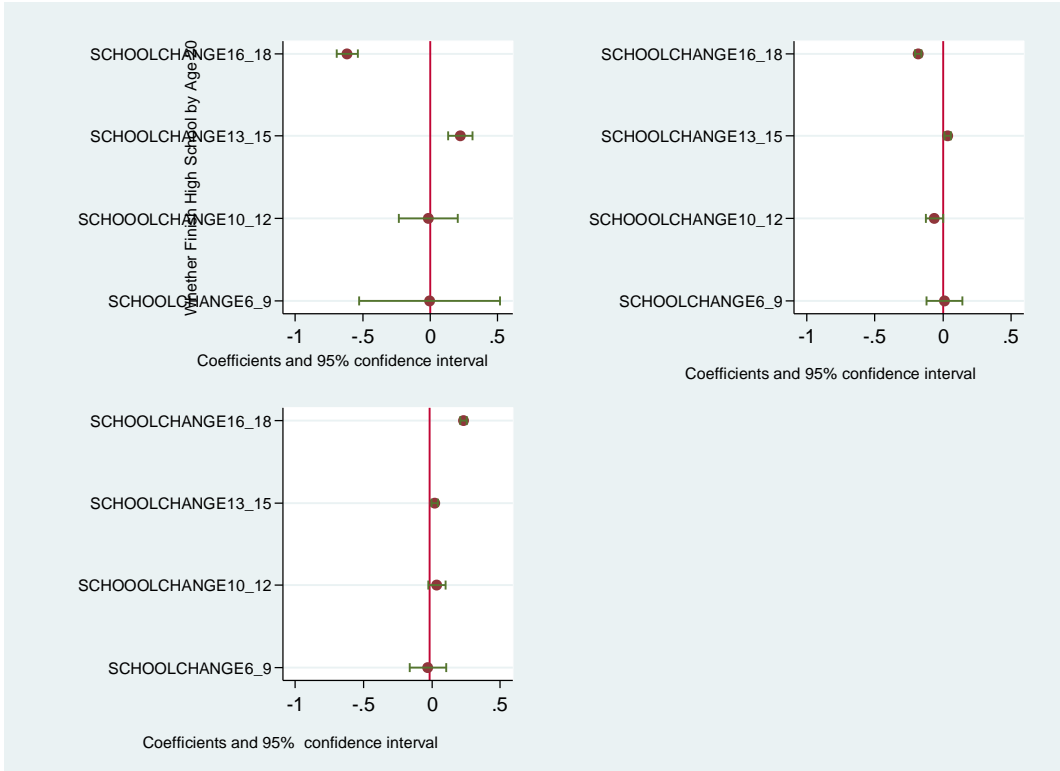 Whether Finish High School by Age 20
SCHOOLCHANGE16_18
SCHOOLCHANGE13_15
SCHOOOLCHANGE10_12
SCHOOLCHANGE6_9
-1 -.5 0 .5
Coefficients and 95% confidence interval
SCHOOLCHANGE16_18
SCHOOLCHANGE13_15
SCHOOOLCHANGE10_12
SCHOOLCHANGE6_9
-1 -.5 0 .5
Coefficients and 95% confidence interval
SCHOOLCHANGE16_18
SCHOOLCHANGE13_15
SCHOOOLCHANGE10_12
SCHOOLCHANGE6_9
-1 -.5 0 .5
Coefficients and 95%  confidence interval